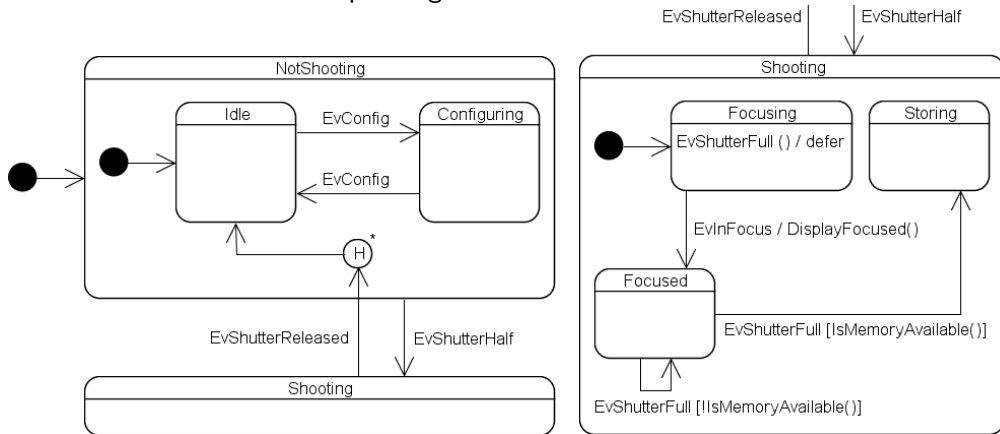 NotShooting
Idle
EvConfig
Configuring
EvConfig
H
*
EvShutterReleased
EvShutterHalf
Shooting
EvShutterReleased
EvShutterHalf
Shooting
Focusing
EvShutterFull () / defer
Storing
EvInFocus / DisplayFocused()
Focused
EvShutterFull [IsMemoryAvailable()]
EvShutterFull [!IsMemoryAvailable()]